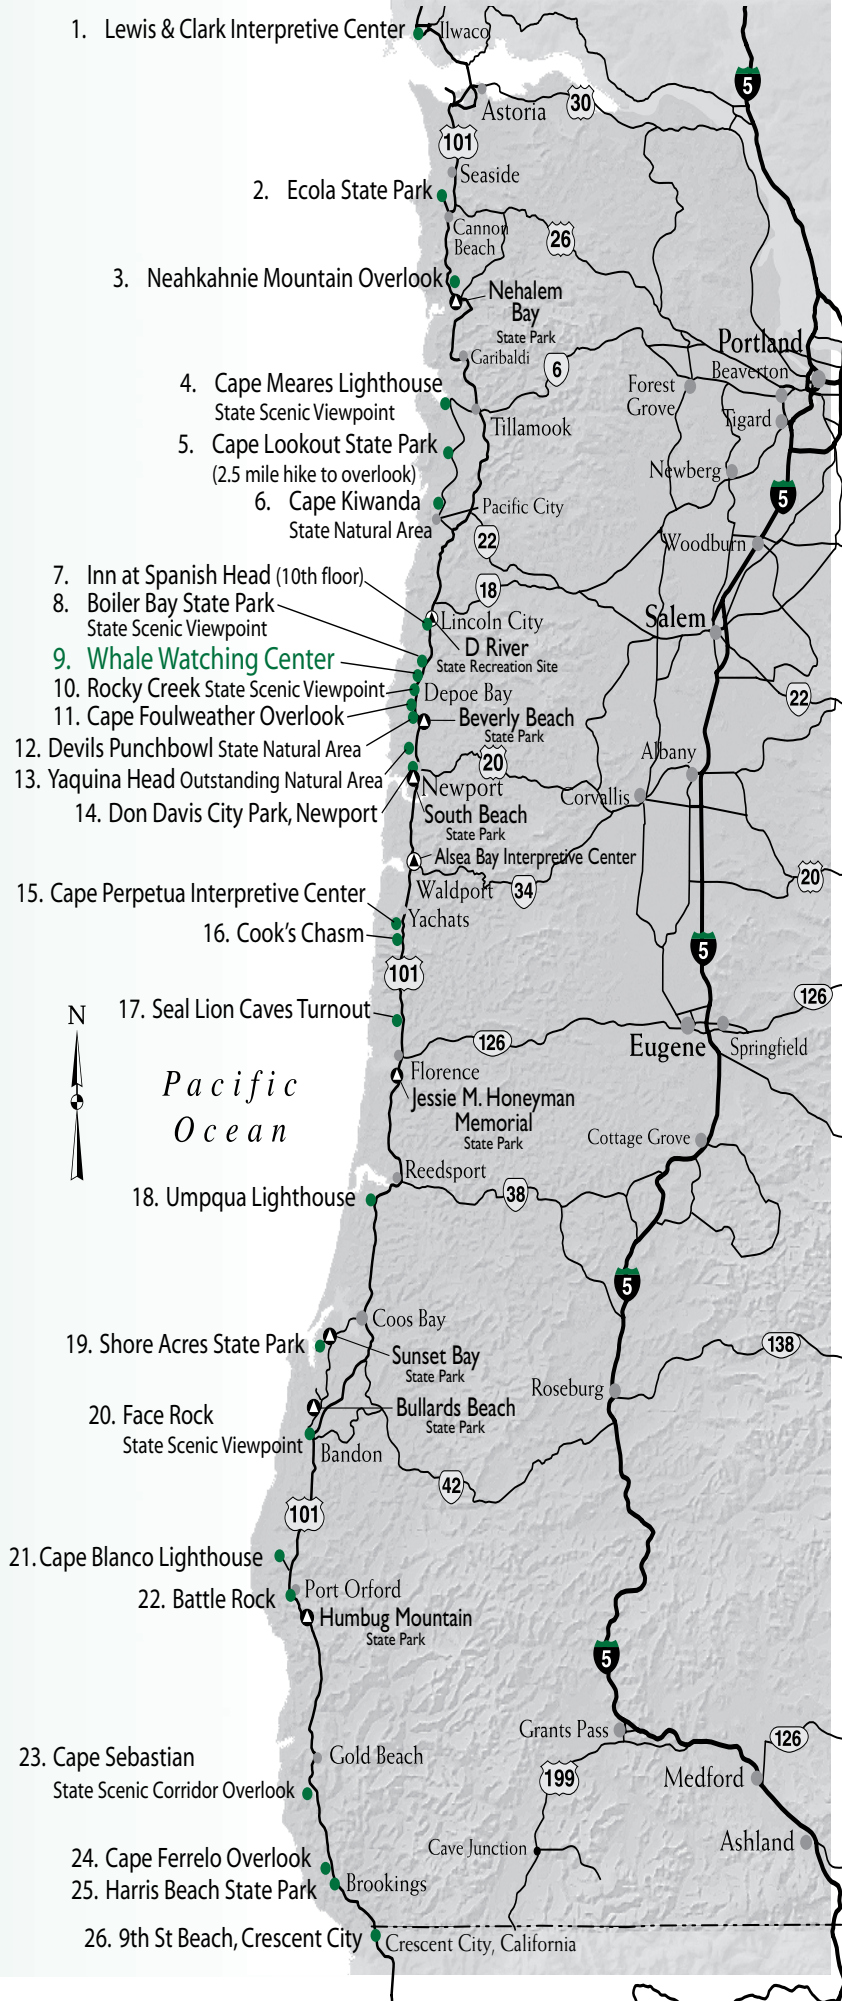 1. Lewis & Clark Interpretive Center
Ilwaco
5
Astoria
30
101
Seaside
2. Ecola State Park
Cannon
Beach
26
3. Neahkahnie Mountain Overlook
Nehalem
Bay
State Park
Portland
Garibaldi
6
Beaverton
4. Cape Meares Lighthouse
State Scenic Viewpoint
Forest
Grove
Tigard
Tillamook
5. Cape Lookout State Park
(2.5 mile hike to overlook)
Newberg
5
6. Cape Kiwanda
State Natural Area
Pacific City
22
Woodburn
7. Inn at Spanish Head (10th floor)
18
8. Boiler Bay State Park
State Scenic Viewpoint
Lincoln City
Salem
D River
State Recreation Site
9. Whale Watching Center
10. Rocky Creek State Scenic Viewpoint
Depoe Bay
22
11. Cape Foulweather Overlook
Beverly Beach
State Park
12. Devils Punchbowl State Natural Area
20
Albany
13. Yaquina Head Outstanding Natural Area
Newport
Corvallis
14. Don Davis City Park, Newport
South Beach
State Park
Alsea Bay Interpretive Center
20
Waldport
34
15. Cape Perpetua Interpretive Center
Yachats
16. Cook's Chasm
5
101
126
N
17. Seal Lion Caves Turnout
126
Eugene
Springfield
Florence
Pacific
Ocean
Jessie M. Honeyman
Memorial
State Park
Cottage Grove
Reedsport
18. Umpqua Lighthouse
38
5
Coos Bay
19. Shore Acres State Park
138
Sunset Bay
State Park
Roseburg
20. Face Rock
State Scenic Viewpoint
Bullards Beach
State Park
Bandon
42
101
21. Cape Blanco Lighthouse
22. Battle Rock
Port Orford
Humbug Mountain
State Park
5
Grants Pass
126
23. Cape Sebastian
State Scenic Corridor Overlook
Gold Beach
199
Medford
Cave Junction
Ashland
24. Cape Ferrelo Overlook
25. Harris Beach State Park
Brookings
26. 9th St Beach, Crescent City
Crescent City, California